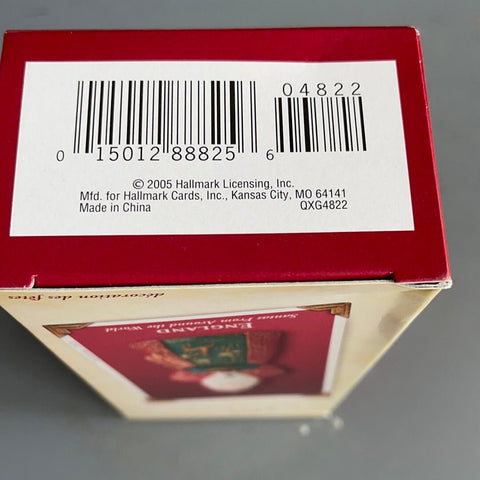 04822
0 15012 88825 6
© 2005 Hallmark Licensing, Inc.
Mfd. for Hallmark Cards, Inc., Kansas City, MO 64141
Made in China QXG4822
décoration des fêtes
ENGLAND
Santas From Around the World